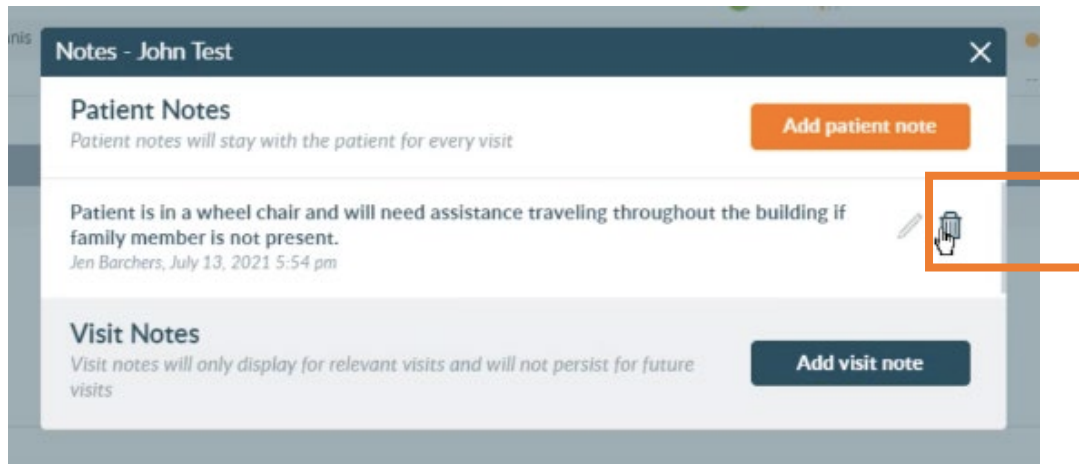 nnis
Notes - John Test
Patient Notes
Patient notes will stay with the patient for every visit
Add patient note
Patient is in a wheel chair and will need assistance traveling throughout the building if
family member is not present.
Jen Barchers, July 13, 2021 5:54 pm
Visit Notes
Visit notes will only display for relevant visits and will not persist for future
visits
Add visit note